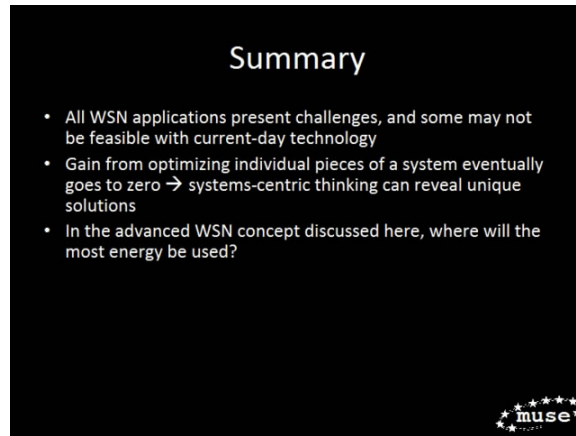 Summary
• All WSN applications present challenges, and some may not
be feasible with current-day technology
• Gain from optimizing individual pieces of a system eventually
goes to zero → systems-centric thinking can reveal unique
solutions
• In the advanced WSN concept discussed here, where will the
most energy be used?
muse